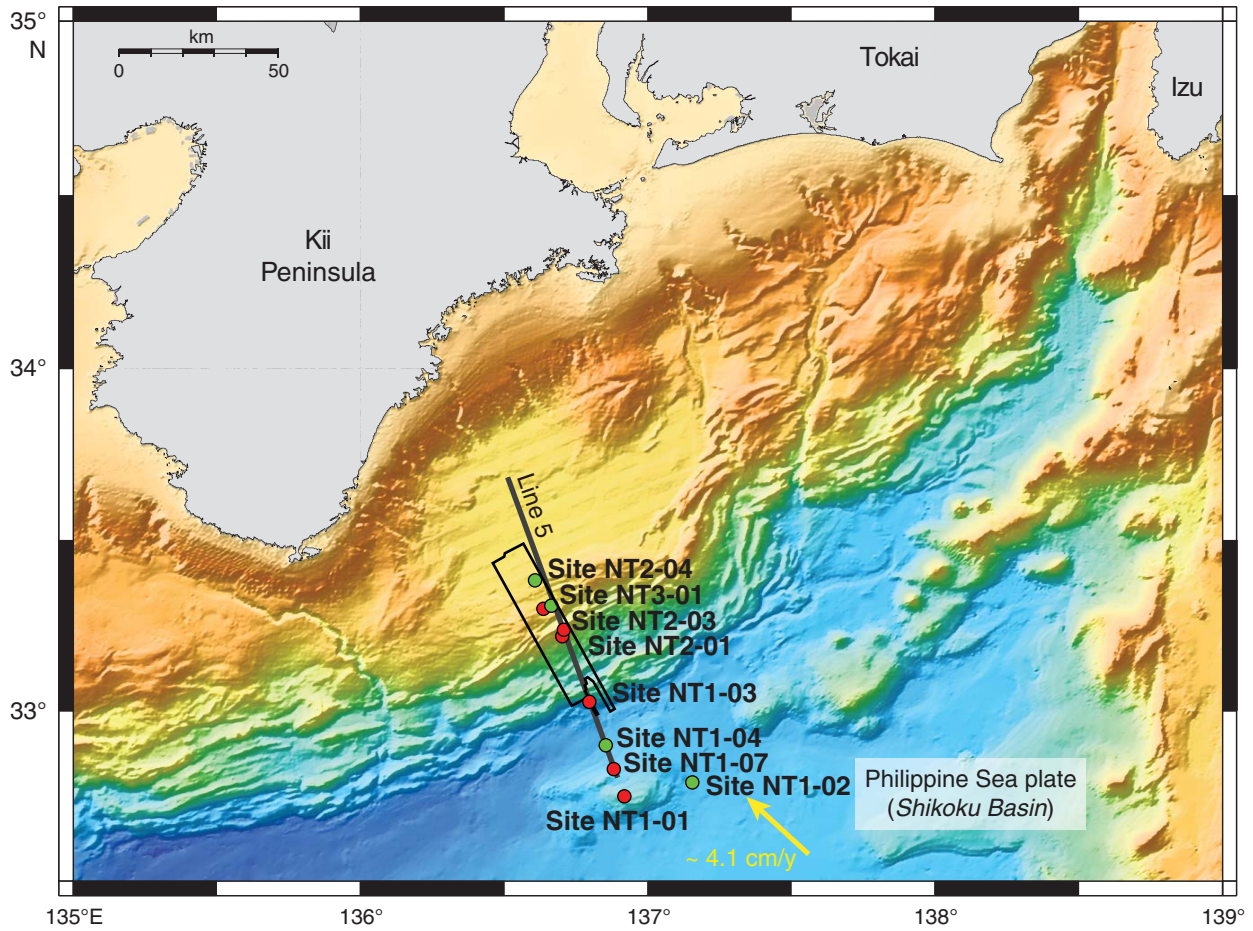 35°
N
km
0
50
Tokai
Izu
Kii
Peninsula
34°
Line 5
Site NT2-04
Site NT3-01
Site NT2-03
Site NT2-01
33°
Site NT1-03
Site NT1-04
Site NT1-07
Site NT1-02
Site NT1-01
Philippine Sea plate
(Shikoku Basin)
~ 4.1 cm/y
135°E
136°
137°
138°
139°